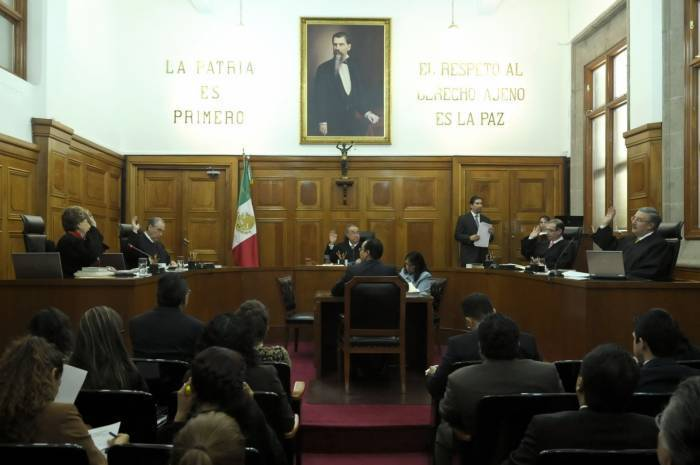 LA PATRIA
ES
PRIMERO
EL RESPETO AL
DERECHO AJENO
ES LA PAZ